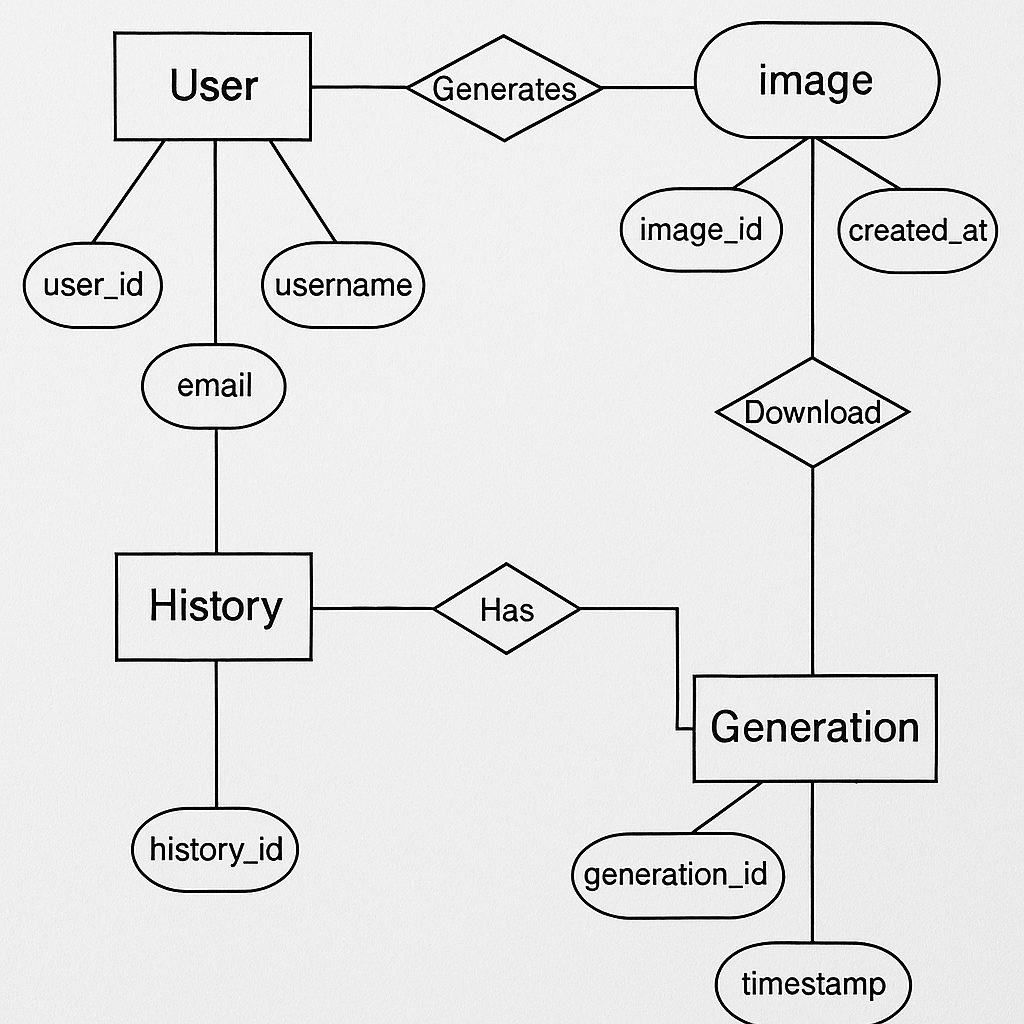 User
Generates
image
image_id
created_at
user_id
username
email
Download
History
Has
Generation
history_id
generation_id
timestamp